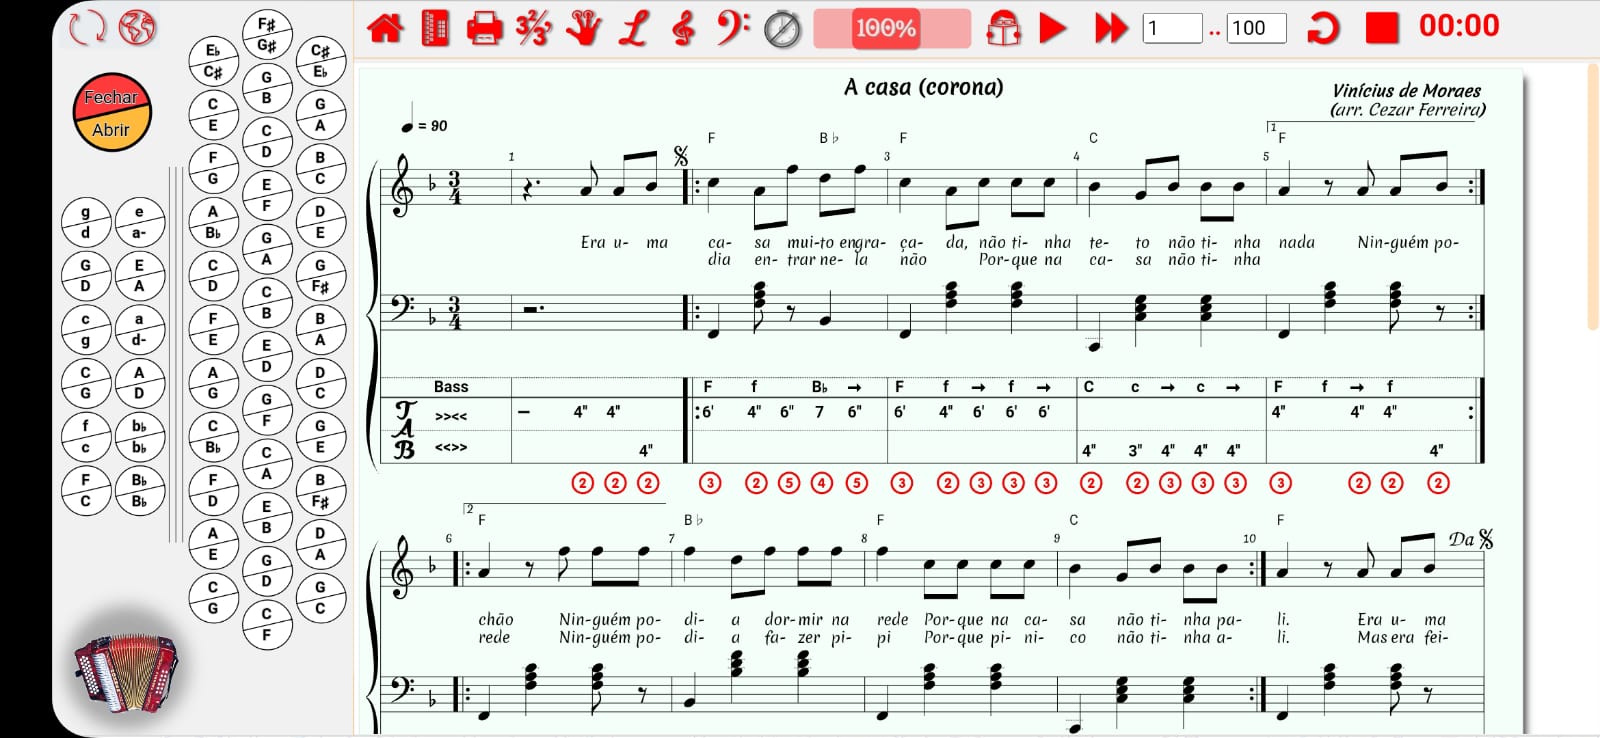 100%
1 .. 100
00:00
Fechar
Abrir
F♯ G♯
E♭ C♯
C♯ E♭
G B
C E
G A
C D
F G
B C
E F
A B♭
D E
G A
C D
G F♯
C B
F E
B A
E D
A G
D C
G F
C B♭
G E
C A
F D
B F♯
E B
A E
D A
G D
C G
G C
C F
g d
e a-
G D
E A
c g
a d-
C G
A D
f c
b♭ b♭
F C
B♭ B♭
A casa (corona)
Vinícius de Moraes
(arr. Cezar Ferreira)
= 90
1 F B♭ 3 F 4 C 5 1 F
3 4
Era u- ma ca- sa mui-to engra- ça- da, não ti- nha te- to não ti- nha nada Nin-guém po-
dia en- trar ne- la não Por-que na ca- sa não ti- nha
3 4
Bass F f B♭ → F f → f → C c → c → F f → f
TAB >><< – 4" 4" :6' 4" 6" 7 6" 6' 4" 6' 6' 6' 4" 4" 4" :
<<>> 4" 4" 3" 4" 4" 4" 4"
2 2 2 3 2 5 4 5 3 2 3 3 3 2 2 3 3 3 3 2 2 2
2 F B♭ F C F
6 7 8 9 10 Da
chão Nin-guém po- di- a dor-mir na rede Por-que na ca- sa não ti- nha pa- li. Era u- ma
rede Nin-guém po- di- a fa- zer pi- pi Por-que pi- ni- co não ti- nha a- li. Mas era fei-